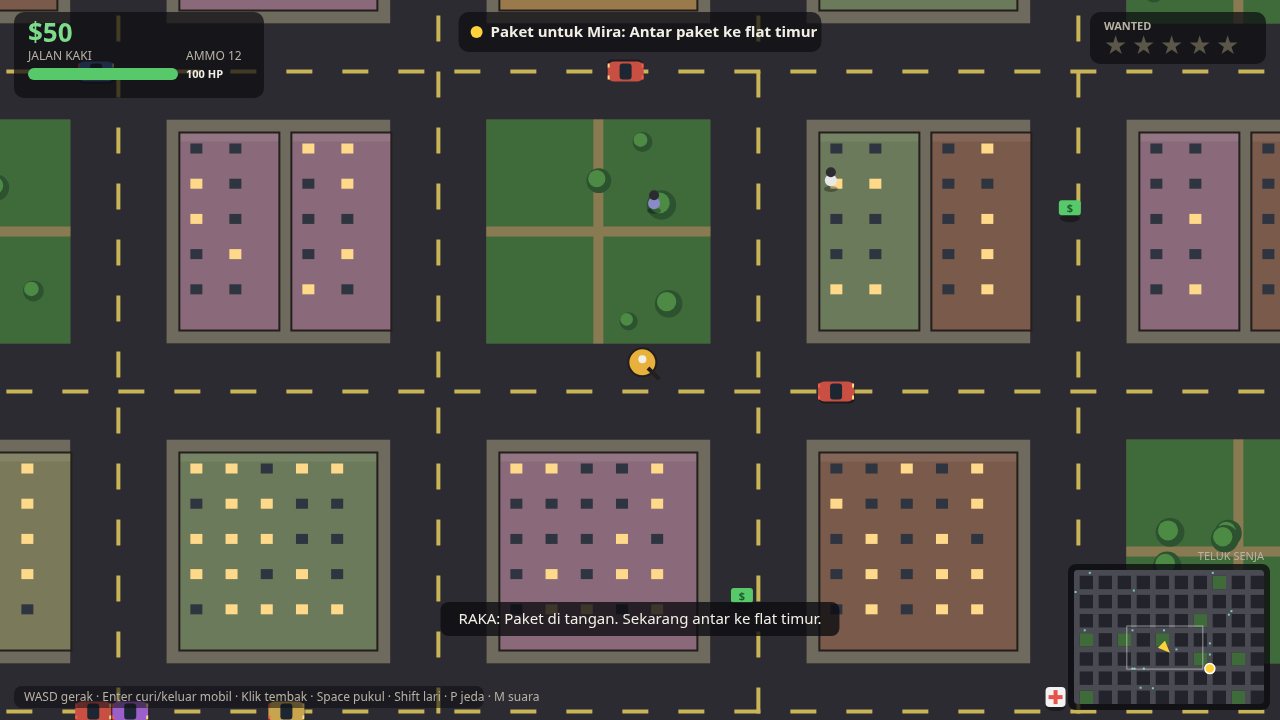 $50
JALAN KAKI
AMMO 12
100 HP
Paket untuk Mira: Antar paket ke flat timur
WANTED
$
$
TELUK SENJA
RAKA: Paket di tangan. Sekarang antar ke flat timur.
WASD gerak · Enter curi/keluar mobil · Klik tembak · Space pukul · Shift lari · P jeda · M suara